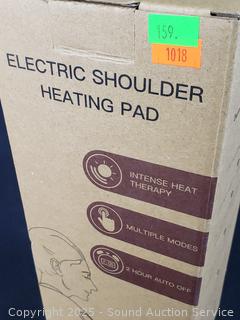 159.
1018
ELECTRIC SHOULDER
HEATING PAD
INTENSE HEAT
THERAPY
MULTIPLE MODES
2 HOUR AUTO OFF
Copyright © 2025 - Sound Auction Service